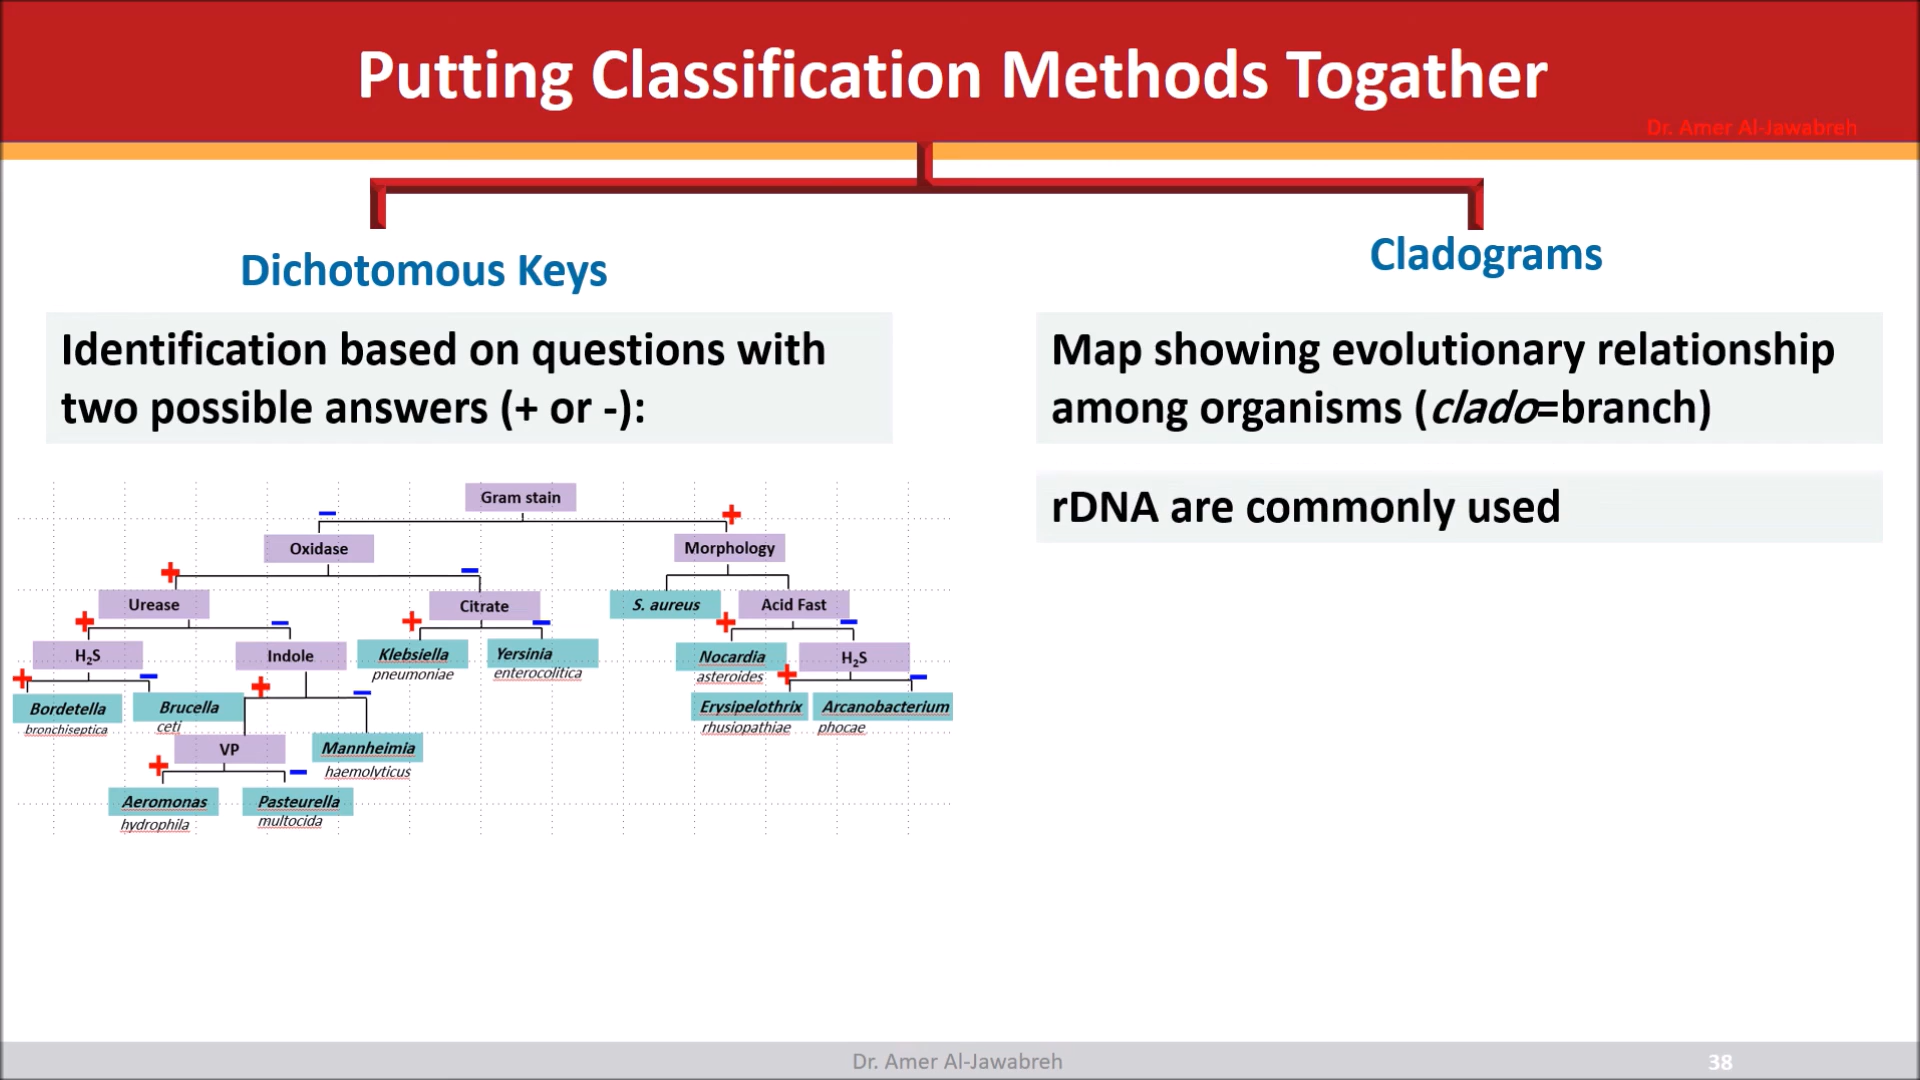 Putting Classification Methods Togather
Dr. Amer Al-Jawabreh
Dichotomous Keys
Identification based on questions with
two possible answers (+ or -):
Gram stain
−
+
Oxidase
Morphology
+
−
Urease
Citrate
S. aureus
Acid Fast
+
−
+
−
+
−
H₂S
Indole
Klebsiella
pneumoniae
Yersinia
enterocolitica
Nocardia
asteroides
H₂S
+
−
+
−
+
−
Bordetella
bronchiseptica
Brucella
ceti
VP
Mannheimia
haemolyticus
Erysipelothrix
rhusiopathiae
Arcanobacterium
phocae
+
−
Aeromonas
hydrophila
Pasteurella
multocida
Cladograms
Map showing evolutionary relationship
among organisms (clado=branch)
rDNA are commonly used
Dr. Amer Al-Jawabreh
38